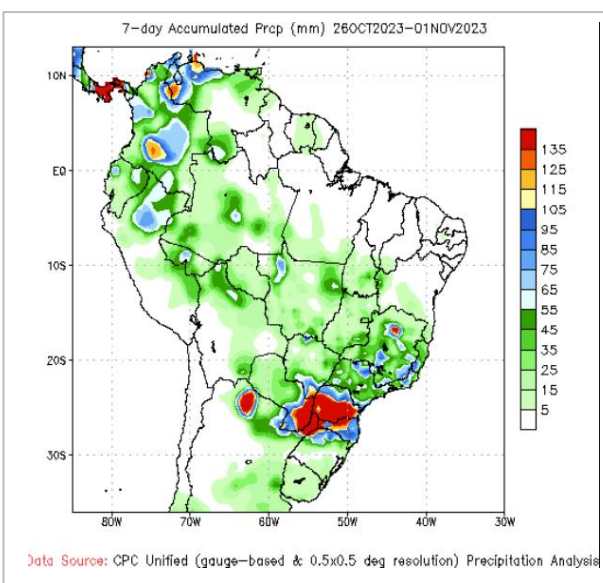 7-day Accumulated Prcp (mm) 26OCT2023-01NOV2023
10N
EQ
10S
20S
30S
80W 70W 60W 50W 40W 30W
135
125
115
105
95
85
75
65
55
45
35
25
15
5
Data Source: CPC Unified (gauge-based & 0.5x0.5 deg resolution) Precipitation Analysis